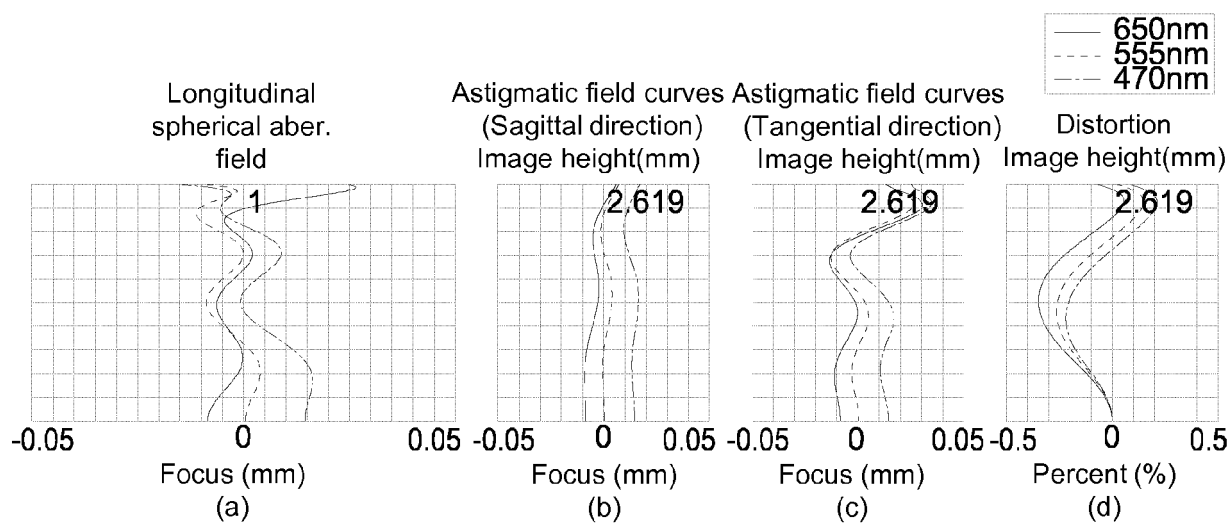 650nm
555nm
470nm
Longitudinal
spherical aber.
field
1
-0.05
0
0.05
Focus (mm)
(a)
Astigmatic field curves
(Sagittal direction)
Image height(mm)
2.619
-0.05
0
0.05
Focus (mm)
(b)
Astigmatic field curves
(Tangential direction)
Image height(mm)
2.619
-0.05
0
0.05
Focus (mm)
(c)
Distortion
Image height(mm)
2.619
-0.5
0
0.5
Percent (%)
(d)